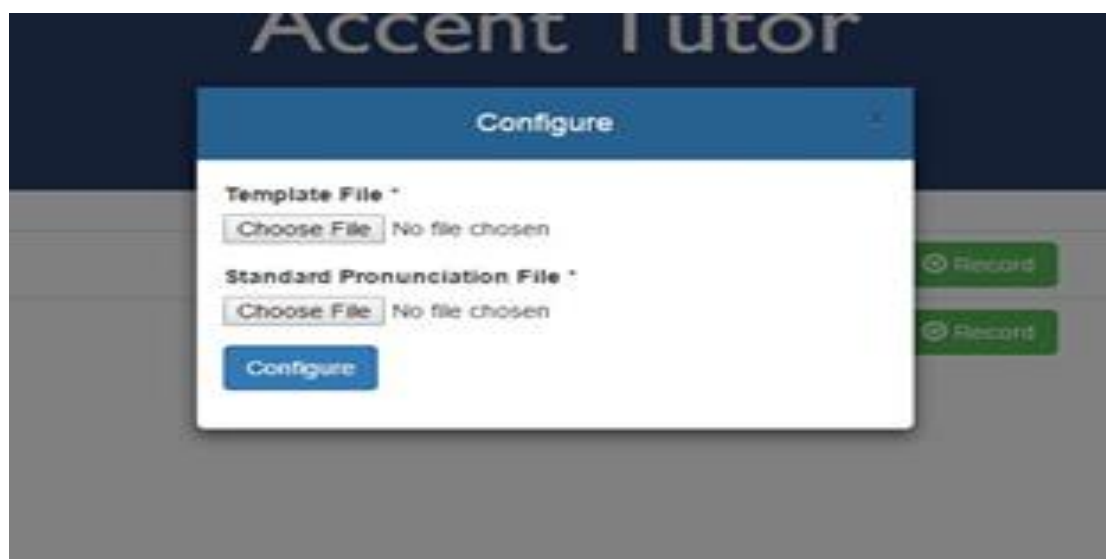 Accent Tutor
Configure
Template File *
Choose File No file chosen
Standard Pronunciation File *
Choose File No file chosen
Configure
Record
Record